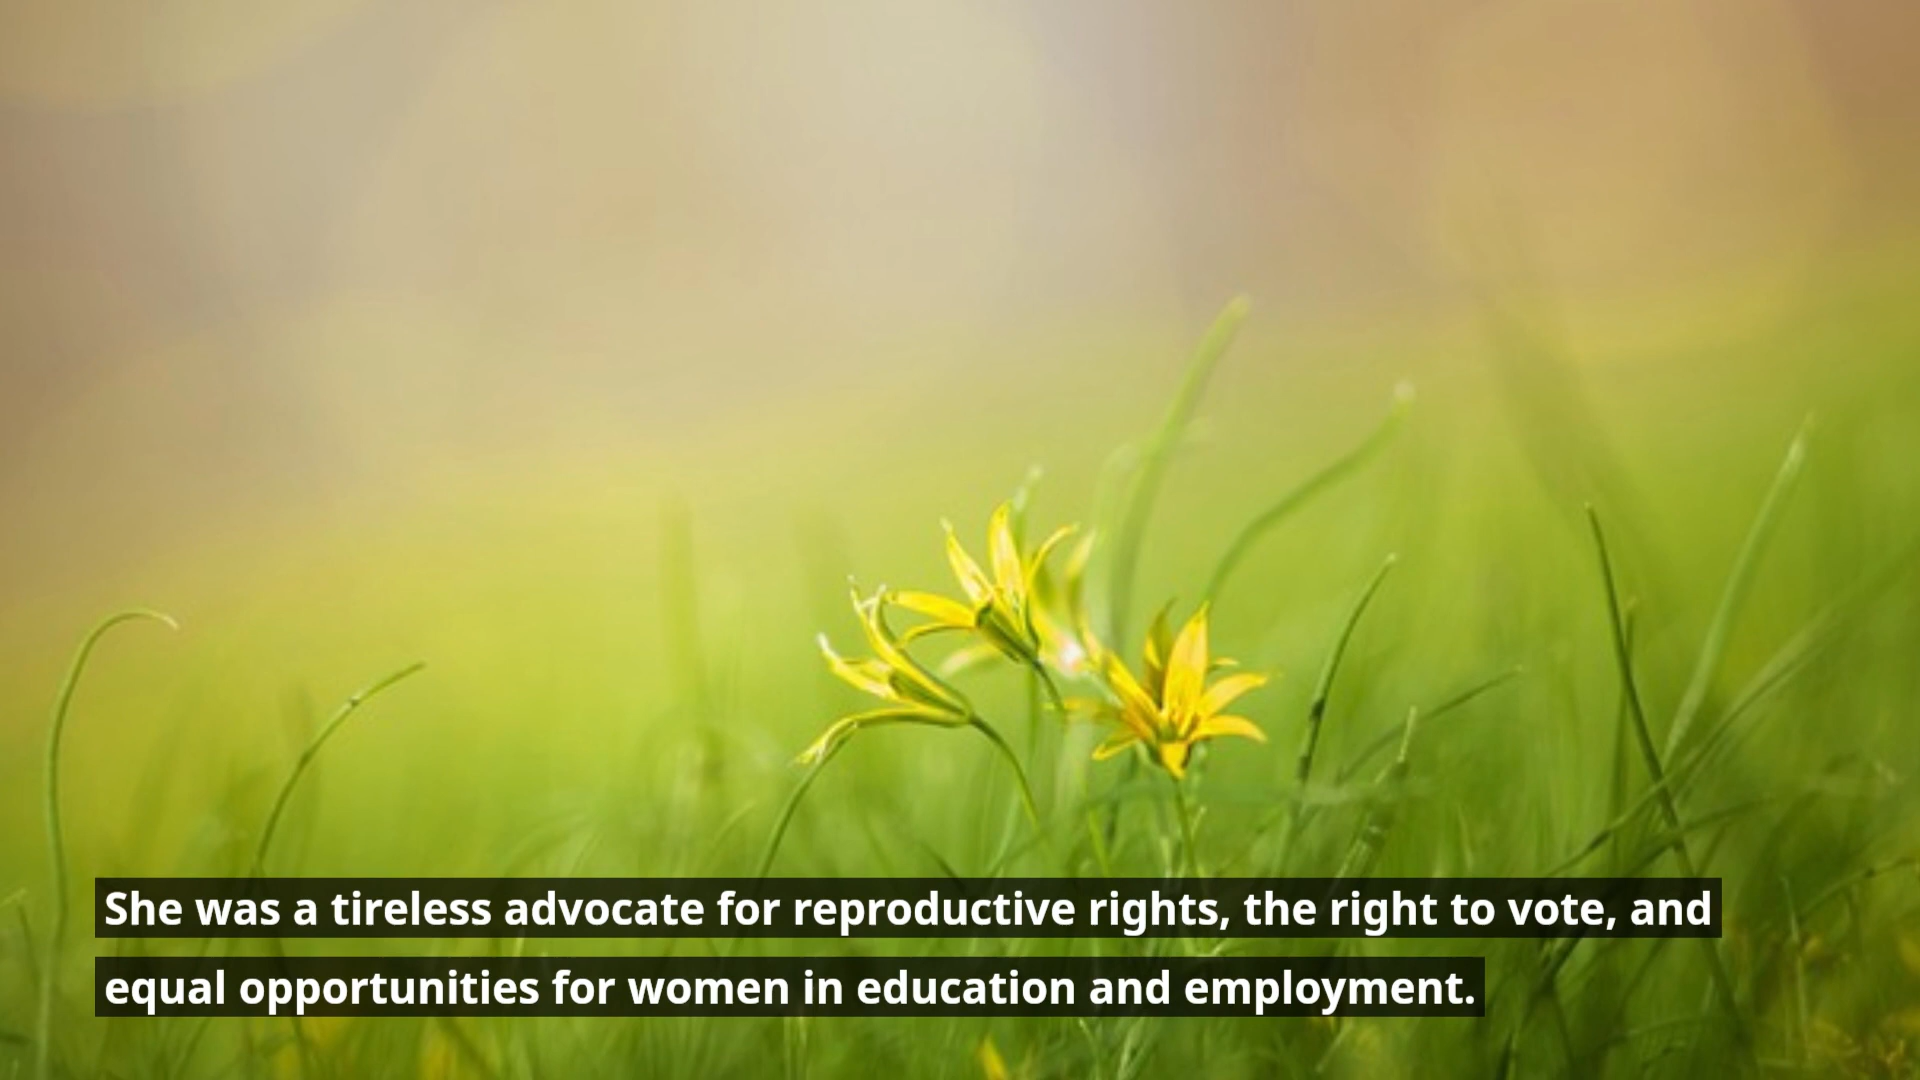 She was a tireless advocate for reproductive rights, the right to vote, and
equal opportunities for women in education and employment.